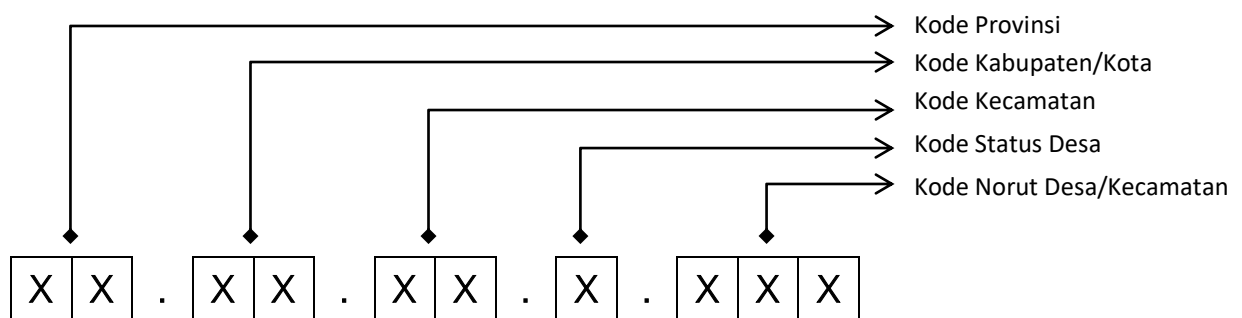 Kode Provinsi
Kode Kabupaten/Kota
Kode Kecamatan
Kode Status Desa
Kode Norut Desa/Kecamatan
X X . X X . X X . X . X X X